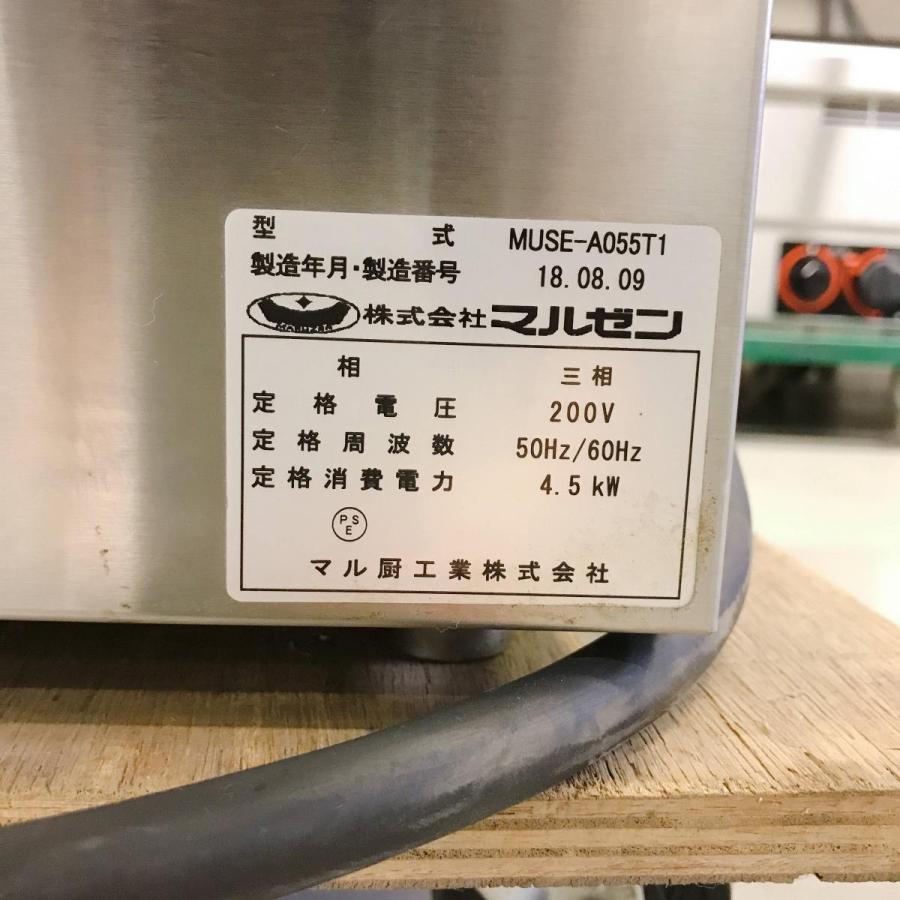 型式 MUSE-A055T1
製造年月・製造番号 18.08.09
MARUZEN 株式会社マルゼン
相 三相
定格電圧 200V
定格周波数 50Hz/60Hz
定格消費電力 4.5kW
PSE
マル厨工業株式会社